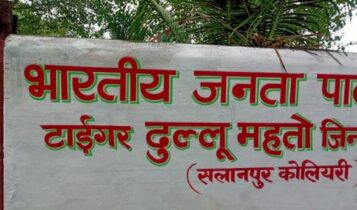 भारतीय जनता पा
टाईगर दुल्लू महतो जिन
(सलानपुर कोलियरी